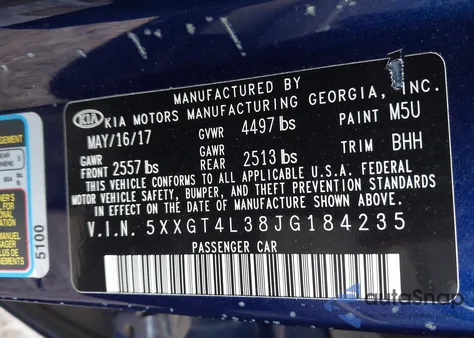 MANUFACTURED BY
KIA KIA MOTORS MANUFACTURING GEORGIA, INC.
MAY/16/17 GVWR 4497 lbs PAINT M5U
GAWR FRONT 2557 lbs GAWR REAR 2513 lbs TRIM BHH
THIS VEHICLE CONFORMS TO ALL APPLICABLE U.S.A. FEDERAL
MOTOR VEHICLE SAFETY, BUMPER, AND THEFT PREVENTION STANDARDS
IN EFFECT ON THE DATE OF MANUFACTURE SHOWN ABOVE.
V.I.N. 5XXGT4L38JG184235
PASSENGER CAR
5100
autoSnap